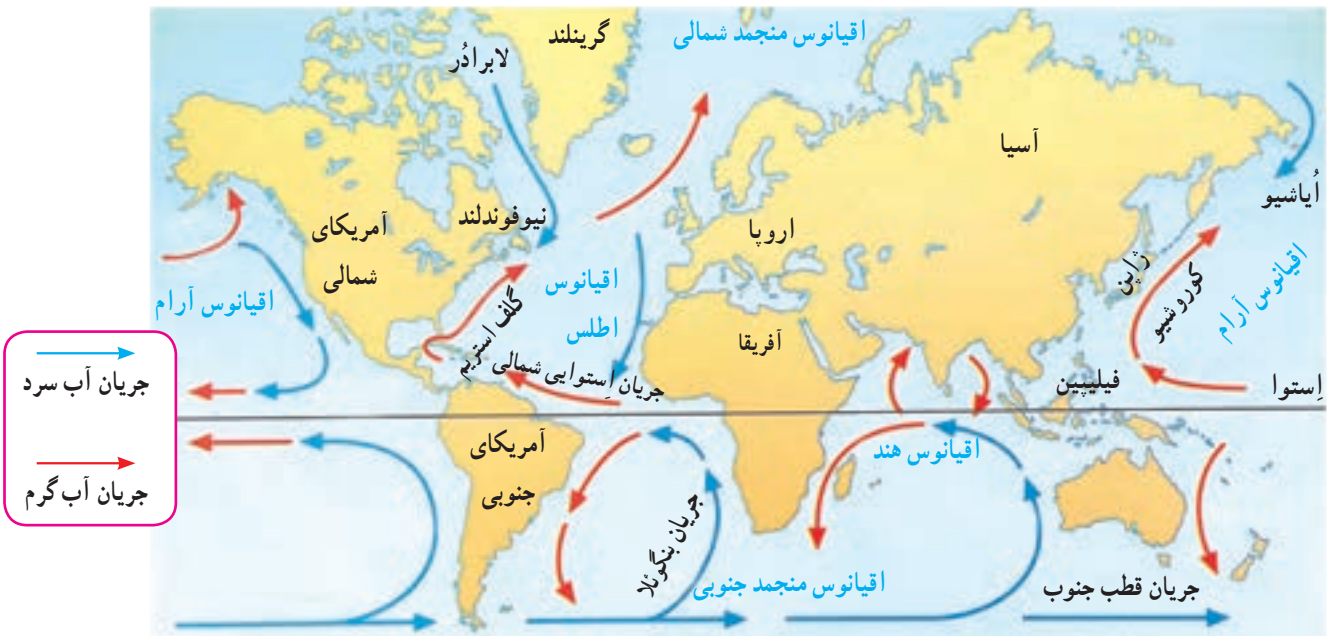 گرینلند
اقیانوس منجمد شمالی
لابرادُر
آسیا
اُیاشیو
نیوفوندلند
آمریکای
شمالی
اروپا
ژاپن
کوروشیو
اقیانوس آرام
اقیانوس آرام
اقیانوس
اطلس
گلف استریم
آفریقا
جریان اِستوایی شمالی
فیلیپین
اِستوا
جریان آب سرد
جریان آب گرم
آمریکای
جنوبی
اقیانوس هند
جریان بنگوئلا
اقیانوس منجمد جنوبی
جریان قطب جنوب